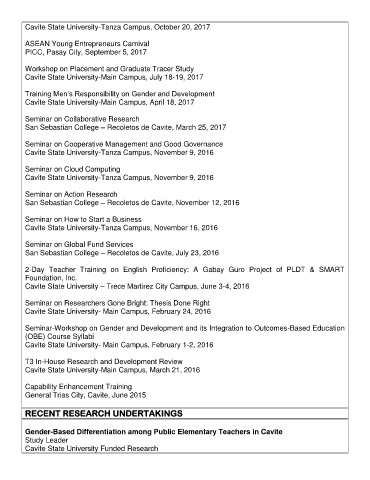 Cavite State University-Tanza Campus, October 20, 2017
ASEAN Young Entrepreneurs Carnival
PICC, Pasay City, September 5, 2017
Workshop on Placement and Graduate Tracer Study
Cavite State University-Main Campus, July 18-19, 2017
Training Men's Responsibility on Gender and Development
Cavite State University-Main Campus, April 18, 2017
Seminar on Collaborative Research
San Sebastian College – Recoletos de Cavite, March 25, 2017
Seminar on Cooperative Management and Good Governance
Cavite State University-Tanza Campus, November 9, 2016
Seminar on Cloud Computing
Cavite State University-Tanza Campus, November 9, 2016
Seminar on Action Research
San Sebastian College – Recoletos de Cavite, November 12, 2016
Seminar on How to Start a Business
Cavite State University-Tanza Campus, November 16, 2016
Seminar on Global Fund Services
San Sebastian College – Recoletos de Cavite, July 23, 2016
2-Day Teacher Training on English Proficiency: A Gabay Guro Project of PLDT & SMART
Foundation, Inc.
Cavite State University – Trece Martirez City Campus, June 3-4, 2016
Seminar on Researchers Gone Bright: Thesis Done Right
Cavite State University- Main Campus, February 24, 2016
Seminar-Workshop on Gender and Development and its Integration to Outcomes-Based Education
(OBE) Course Syllabi
Cavite State University- Main Campus, February 1-2, 2016
T3 In-House Research and Development Review
Cavite State University-Main Campus, March 21, 2016
Capability Enhancement Training
General Trias City, Cavite, June 2015
RECENT RESEARCH UNDERTAKINGS
Gender-Based Differentiation among Public Elementary Teachers in Cavite
Study Leader
Cavite State University Funded Research